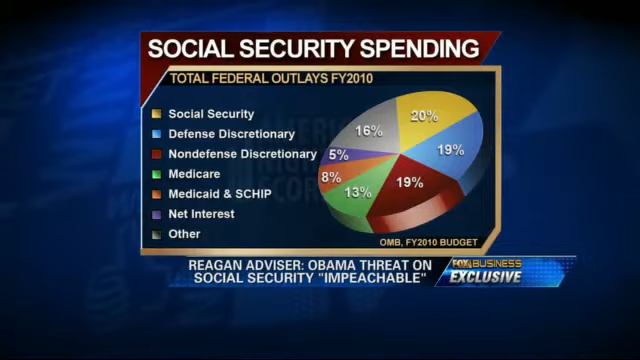 SOCIAL SECURITY SPENDING
TOTAL FEDERAL OUTLAYS FY2010
Social Security
Defense Discretionary
Nondefense Discretionary
Medicare
Medicaid & SCHIP
Net Interest
Other
20%
19%
19%
13%
8%
5%
16%
OMB, FY2010 BUDGET
REAGAN ADVISER: OBAMA THREAT ON
SOCIAL SECURITY "IMPEACHABLE"
FOX BUSINESS
EXCLUSIVE